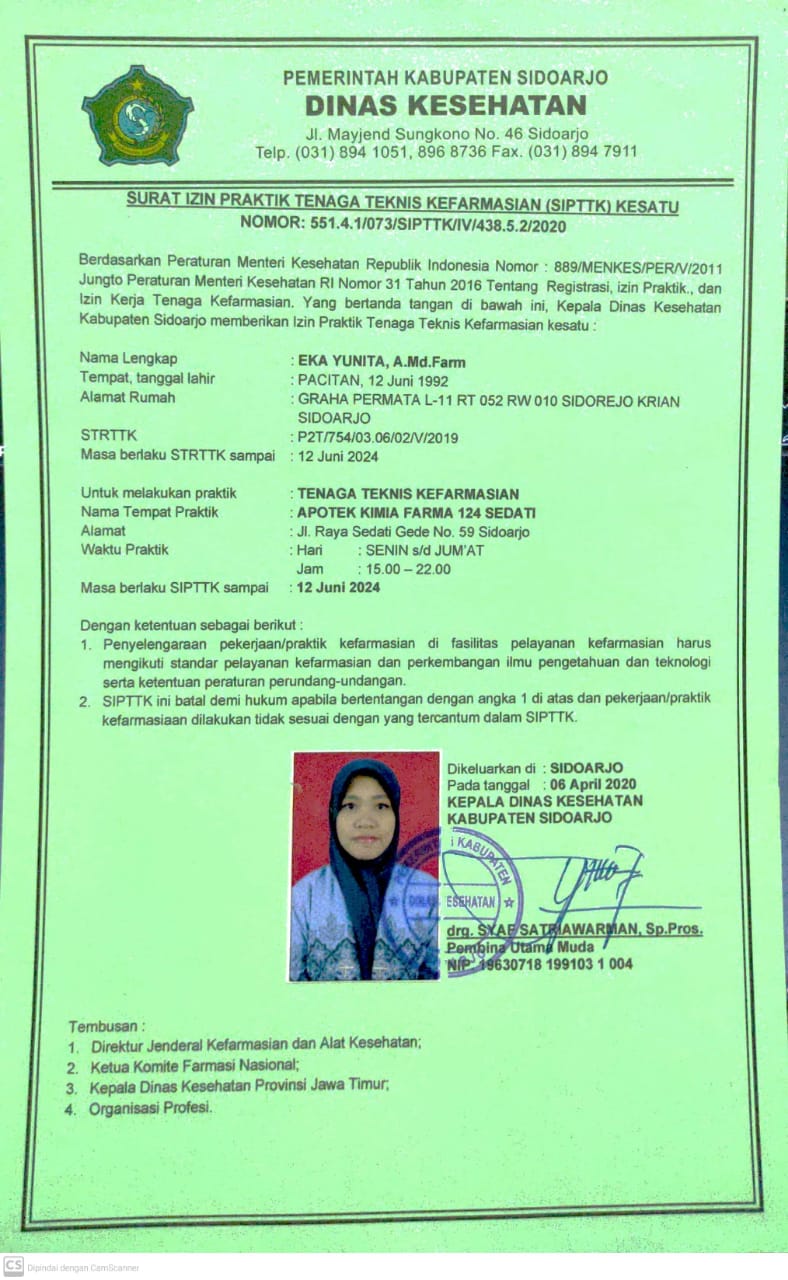 PEMERINTAH KABUPATEN SIDOARJO
DINAS KESEHATAN
Jl. Mayjend Sungkono No. 46 Sidoarjo
Telp. (031) 894 1051, 896 8736 Fax. (031) 894 7911
SURAT IZIN PRAKTIK TENAGA TEKNIS KEFARMASIAN (SIPTTK) KESATU
NOMOR: 551.4.1/073/SIPTTK/IV/438.5.2/2020
Berdasarkan Peraturan Menteri Kesehatan Republik Indonesia Nomor : 889/MENKES/PER/V/2011
Jungto Peraturan Menteri Kesehatan RI Nomor 31 Tahun 2016 Tentang Registrasi, izin Praktik., dan
Izin Kerja Tenaga Kefarmasian. Yang bertanda tangan di bawah ini, Kepala Dinas Kesehatan
Kabupaten Sidoarjo memberikan Izin Praktik Tenaga Teknis Kefarmasian kesatu :
Nama Lengkap : EKA YUNITA, A.Md.Farm
Tempat, tanggal lahir : PACITAN, 12 Juni 1992
Alamat Rumah : GRAHA PERMATA L-11 RT 052 RW 010 SIDOREJO KRIAN
SIDOARJO
STRTTK : P2T/754/03.06/02/V/2019
Masa berlaku STRTTK sampai : 12 Juni 2024
Untuk melakukan praktik : TENAGA TEKNIS KEFARMASIAN
Nama Tempat Praktik : APOTEK KIMIA FARMA 124 SEDATI
Alamat : Jl. Raya Sedati Gede No. 59 Sidoarjo
Waktu Praktik : Hari : SENIN s/d JUM'AT
Jam : 15.00 – 22.00
Masa berlaku SIPTTK sampai : 12 Juni 2024
Dengan ketentuan sebagai berikut :
1. Penyelengaraan pekerjaan/praktik kefarmasian di fasilitas pelayanan kefarmasian harus
mengikuti standar pelayanan kefarmasian dan perkembangan ilmu pengetahuan dan teknologi
serta ketentuan peraturan perundang-undangan.
2. SIPTTK ini batal demi hukum apabila bertentangan dengan angka 1 di atas dan pekerjaan/praktik
kefarmasiaan dilakukan tidak sesuai dengan yang tercantum dalam SIPTTK.
Dikeluarkan di : SIDOARJO
Pada tanggal : 06 April 2020
KEPALA DINAS KESEHATAN
KABUPATEN SIDOARJO
KABUPATEN
DINAS KESEHATAN
drg. SYAF SATRIAWARMAN, Sp.Pros.
Pembina Utama Muda
NIP. 19630718 199103 1 004
Tembusan :
1. Direktur Jenderal Kefarmasian dan Alat Kesehatan;
2. Ketua Komite Farmasi Nasional;
3. Kepala Dinas Kesehatan Provinsi Jawa Timur;
4. Organisasi Profesi.
CS Dipindai dengan CamScanner